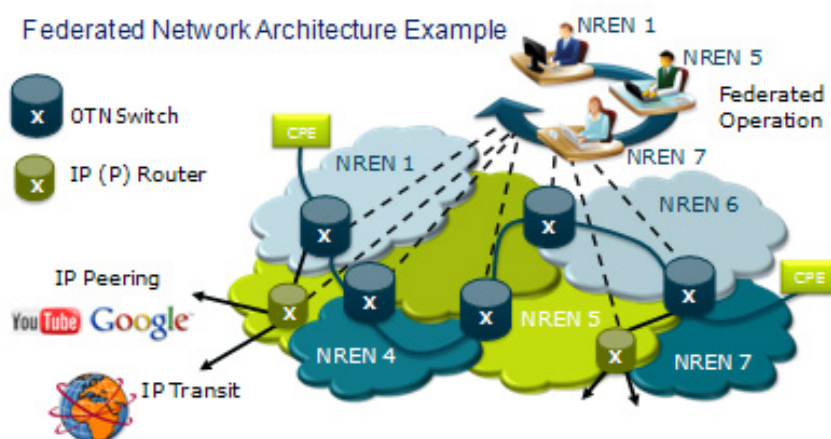 Federated Network Architecture Example
NREN 1
NREN 5
Federated
Operation
NREN 7
X
OTN Switch
X
IP (P) Router
CPE
NREN 1
NREN 6
X
X
X
X
X
CPE
IP Peering
YouTube Google
X
NREN 4
NREN 5
X
NREN 7
IP Transit